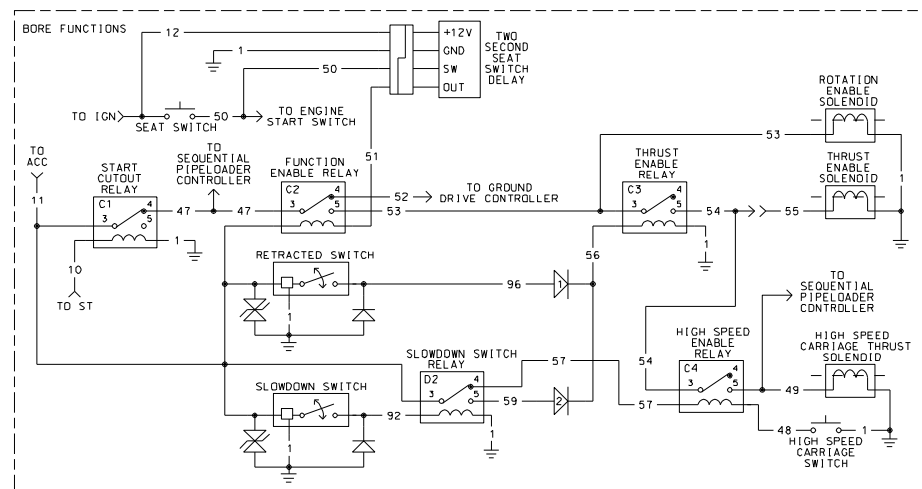 BORE FUNCTIONS
12
+12V
1
GND
50
SW
OUT
TWO
SECOND
SEAT
SWITCH
DELAY
TO IGN
50
SEAT SWITCH
TO ENGINE
START SWITCH
ROTATION
ENABLE
SOLENOID
53
51
TO
ACC
11
START
CUTOUT
RELAY
TO
SEQUENTIAL
PIPELOADER
CONTROLLER
FUNCTION
ENABLE RELAY
THRUST
ENABLE
RELAY
THRUST
ENABLE
SOLENOID
1
C1
4
3
5
47
47
C2
4
3
5
52
TO GROUND
DRIVE CONTROLLER
53
C3
4
3
5
54
55
1
10
TO ST
1
56
RETRACTED SWITCH
1
96
1
TO
SEQUENTIAL
PIPELOADER
CONTROLLER
HIGH SPEED
ENABLE
RELAY
HIGH SPEED
CARRIAGE THRUST
SOLENOID
54
SLOWDOWN SWITCH
RELAY
57
C4
4
3
5
49
D2
4
3
5
59
2
57
SLOWDOWN SWITCH
1
92
1
48
1
HIGH SPEED
CARRIAGE
SWITCH